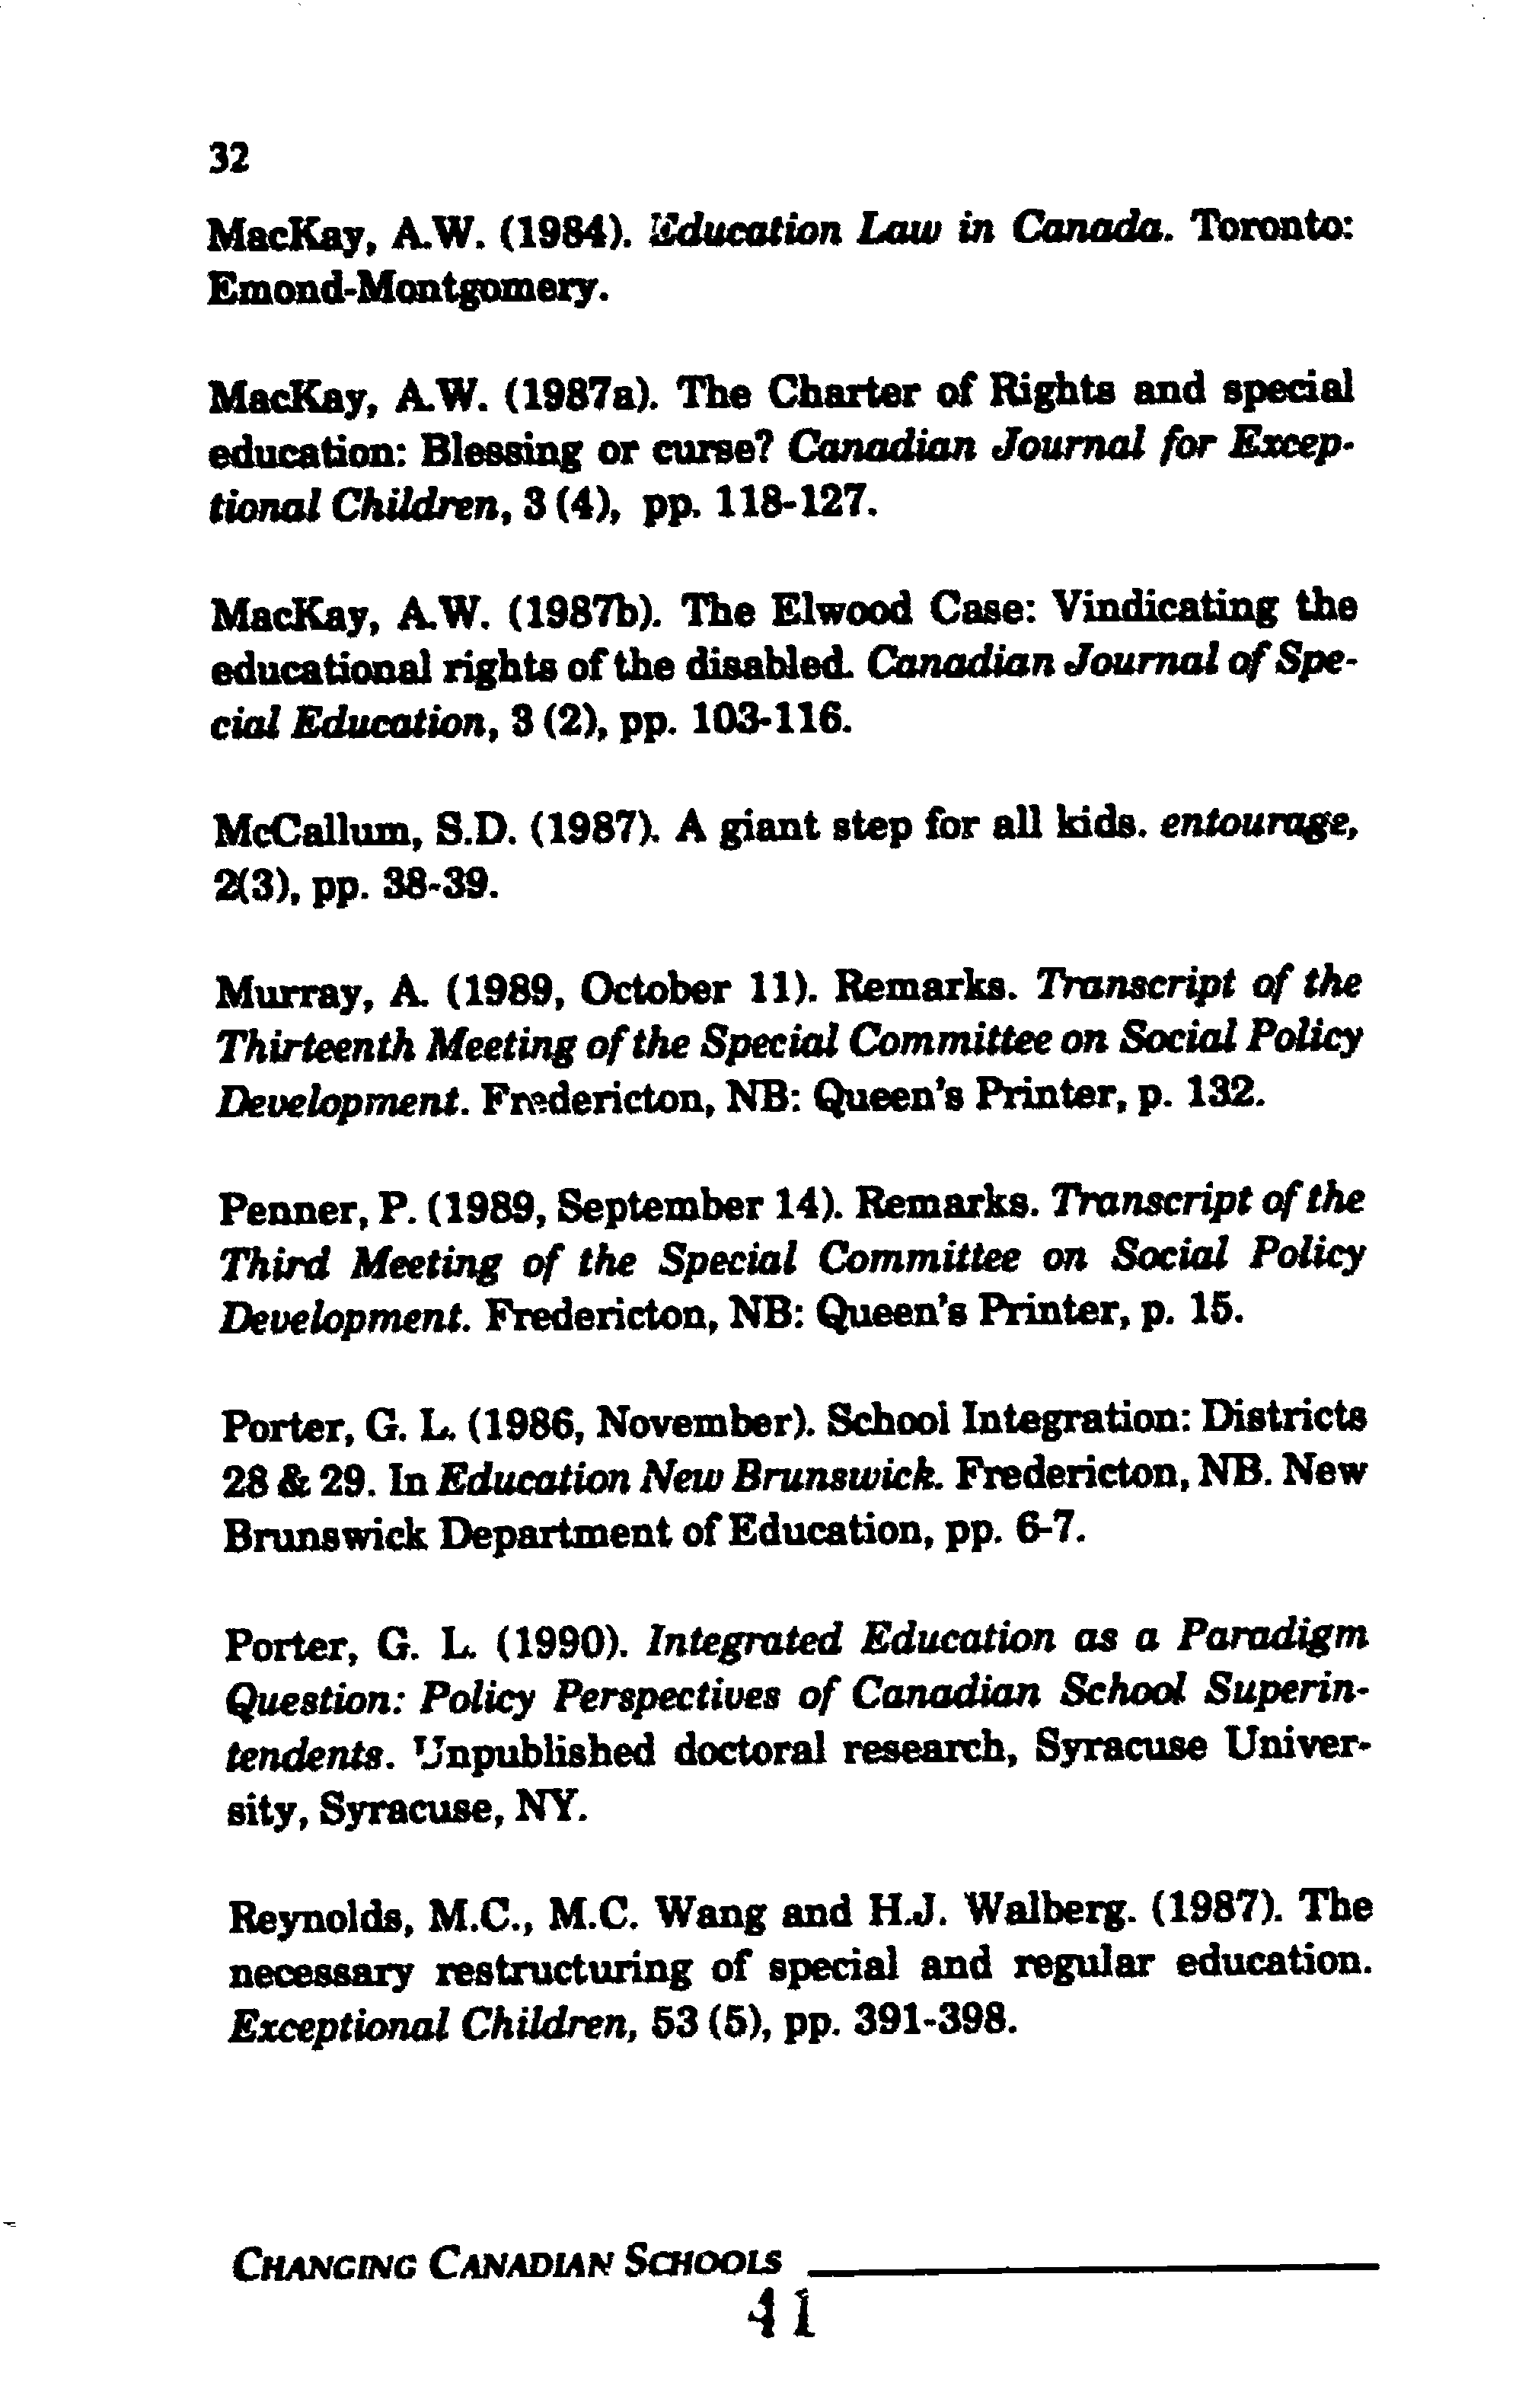 32
MacKay, A.W. (1984). Education Law in Canada. Toronto:
Emond-Montgomery.
MacKay, A.W. (1987a). The Charter of Rights and special
education: Blessing or curse? Canadian Journal for Excep-
tional Children, 3 (4), pp. 118-127.
MacKay, A.W. (1987b). The Elwood Case: Vindicating the
educational rights of the disabled. Canadian Journal of Spe-
cial Education, 3 (2), pp. 103-116.
McCallum, S.D. (1987). A giant step for all kids. entourage,
2(3), pp. 38-39.
Murray, A. (1989, October 11). Remarks. Transcript of the
Thirteenth Meeting of the Special Committee on Social Policy
Development. Fredericton, NB: Queen's Printer, p. 132.
Penner, P. (1989, September 14). Remarks. Transcript of the
Third Meeting of the Special Committee on Social Policy
Development. Fredericton, NB: Queen's Printer, p. 15.
Porter, G. L. (1986, November). School Integration: Districts
28 & 29. In Education New Brunswick. Fredericton, NB. New
Brunswick Department of Education, pp. 6-7.
Porter, G. L. (1990). Integrated Education as a Paradigm
Question: Policy Perspectives of Canadian School Superin-
tendents. Unpublished doctoral research, Syracuse Univer-
sity, Syracuse, NY.
Reynolds, M.C., M.C. Wang and H.J. Walberg. (1987). The
necessary restructuring of special and regular education.
Exceptional Children, 53 (5), pp. 391-398.
CHANGING CANADIAN SCHOOLS
41